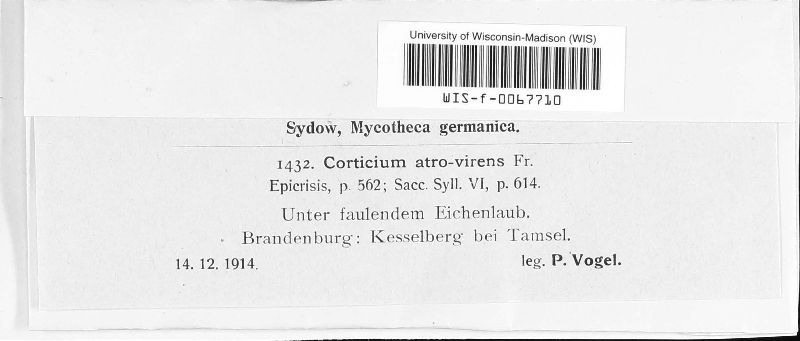 University of Wisconsin-Madison (WIS)
WIS-f-0067710
Sydow, Mycotheca germanica.
1432. Corticium atro-virens Fr.
Epicrisis, p. 562; Sacc. Syll. VI, p. 614.
Unter faulendem Eichenlaub.
Brandenburg: Kesselberg bei Tamsel.
14. 12. 1914. leg. P. Vogel.